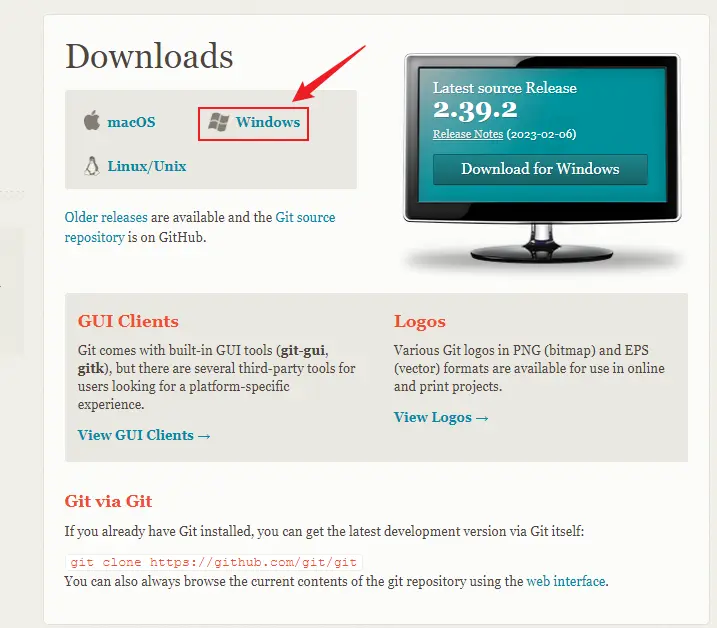 Downloads
macOS
Windows
Linux/Unix
Older releases are available and the Git source
repository is on GitHub.
Latest source Release
2.39.2
Release Notes (2023-02-06)
Download for Windows
GUI Clients
Git comes with built-in GUI tools (git-gui,
gitk), but there are several third-party tools for
users looking for a platform-specific
experience.
View GUI Clients →
Logos
Various Git logos in PNG (bitmap) and EPS
(vector) formats are available for use in online
and print projects.
View Logos →
Git via Git
If you already have Git installed, you can get the latest development version via Git itself:
git clone https://github.com/git/git
You can also always browse the current contents of the git repository using the web interface.